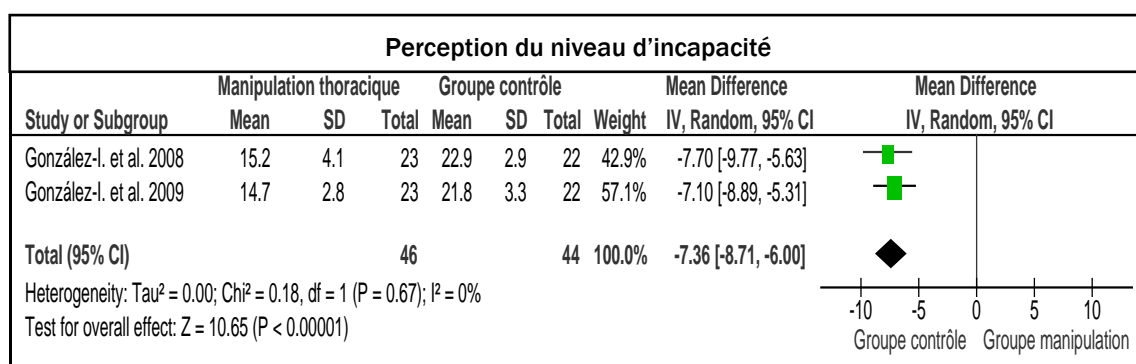 Perception du niveau d’incapacité
Manipulation thoracique Groupe contrôle Mean Difference Mean Difference
Study or Subgroup Mean SD Total Mean SD Total Weight IV, Random, 95% CI IV, Random, 95% CI
González-I. et al. 2008 15.2 4.1 23 22.9 2.9 22 42.9% -7.70 [-9.77, -5.63]
González-I. et al. 2009 14.7 2.8 23 21.8 3.3 22 57.1% -7.10 [-8.89, -5.31]
Total (95% CI) 46 44 100.0% -7.36 [-8.71, -6.00]
Heterogeneity: Tau² = 0.00; Chi² = 0.18, df = 1 (P = 0.67); I² = 0%
Test for overall effect: Z = 10.65 (P < 0.00001)
-10 -5 0 5 10
Groupe contrôle Groupe manipulation